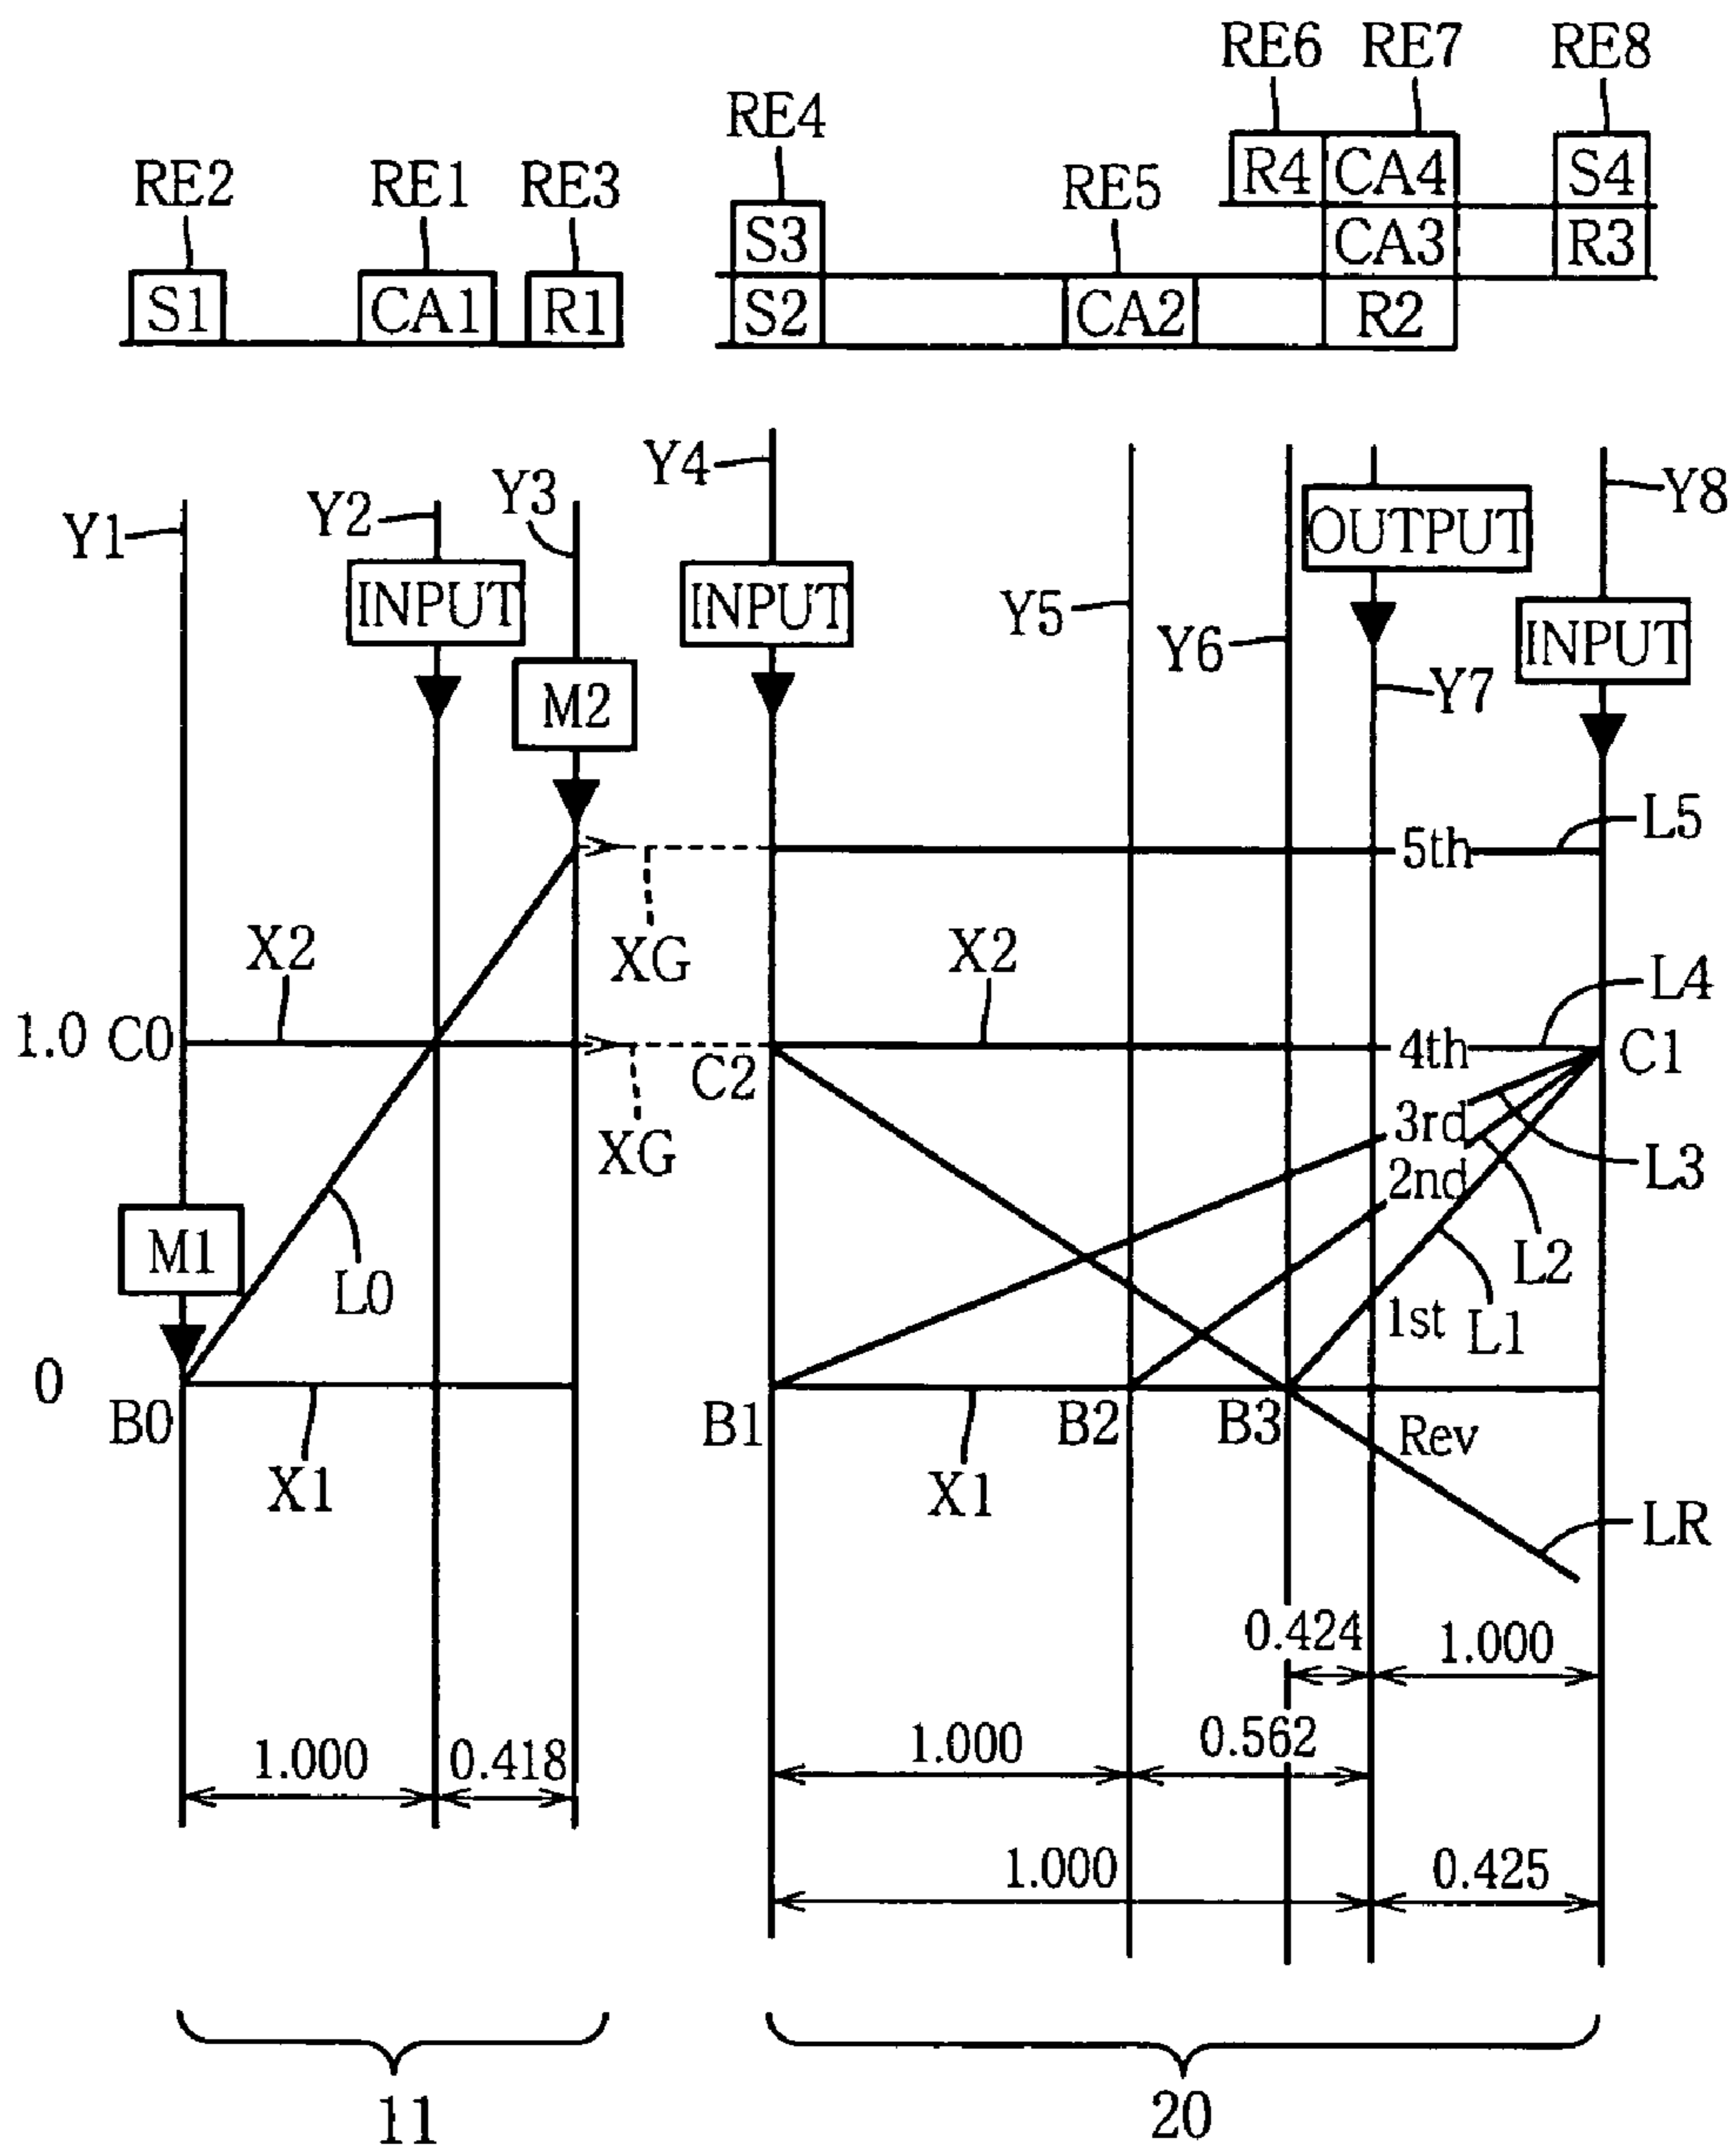 RE6 RE7 RE8
RE4
RE2 RE1 RE3 RE5
R4 CA4 S4
S3 CA3 R3
S1 CA1 R1 S2 CA2 R2
Y4
Y1 Y2 Y3 Y8
OUTPUT
INPUT INPUT Y5 Y6 INPUT
M2 Y7
5th L5
X2 XG X2 L4
1.0 C0 C2 4th C1
XG 3rd
2nd L3
M1 L0 L2
1st L1
0
B0 B1 B2 B3 Rev
X1 X1
LR
0.424 1.000
1.000 0.418 1.000 0.562
1.000 0.425
11 20